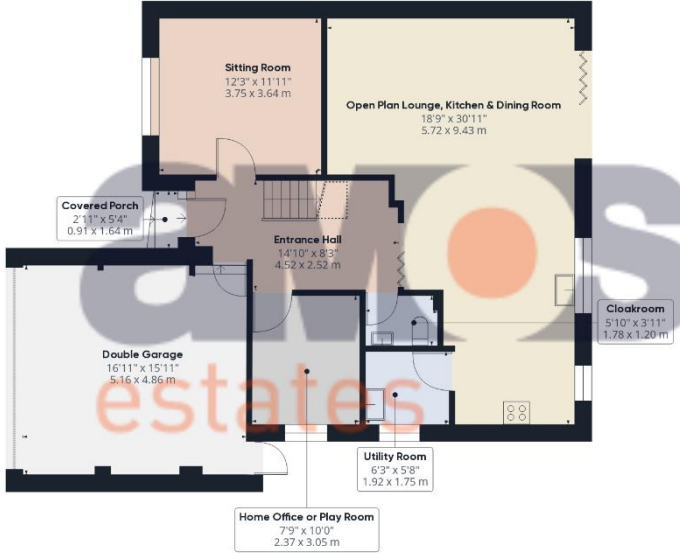 Sitting Room
12'3" x 11'11"
3.75 x 3.64 m
Open Plan Lounge, Kitchen & Dining Room
18'9" x 30'11"
5.72 x 9.43 m
Covered Porch
2'11" x 5'4"
0.91 x 1.64 m
Entrance Hall
14'10" x 8'3"
4.52 x 2.52 m
Cloakroom
5'10" x 3'11"
1.78 x 1.20 m
Double Garage
16'11" x 15'11"
5.16 x 4.86 m
Utility Room
6'3" x 5'8"
1.92 x 1.75 m
Home Office or Play Room
7'9" x 10'0"
2.37 x 3.05 m
amos
estates